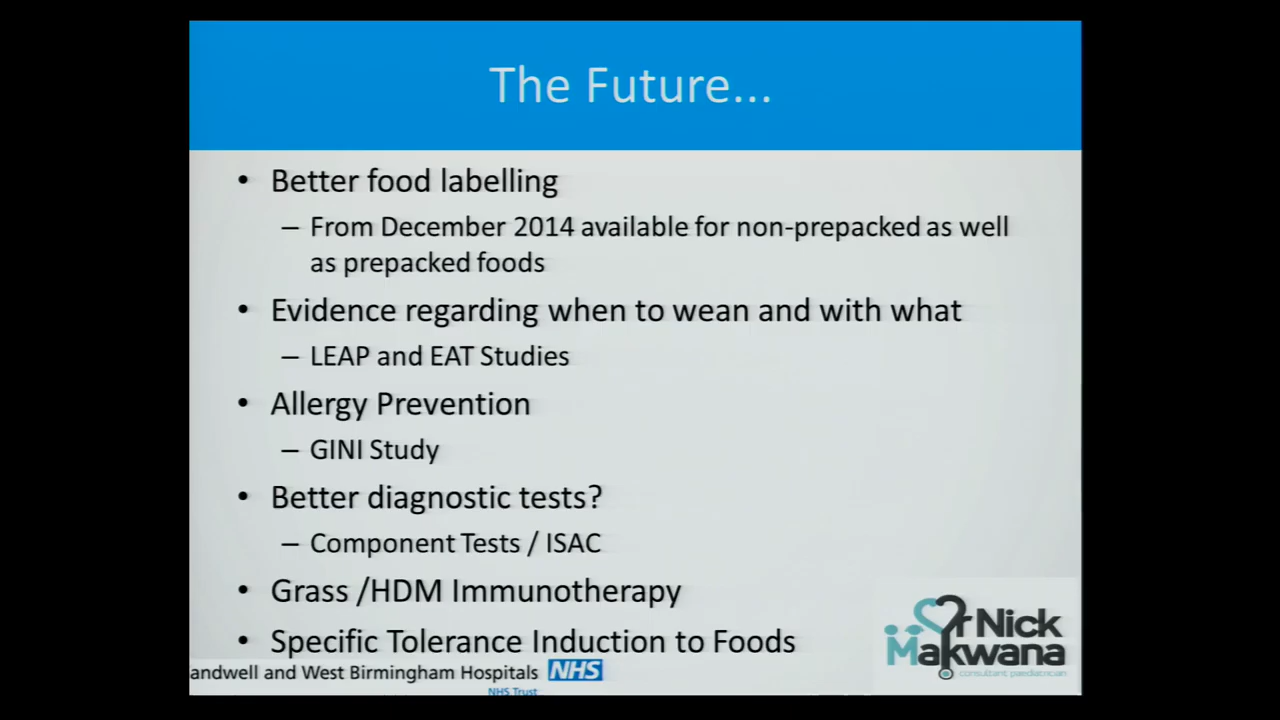 The Future...
• Better food labelling
– From December 2014 available for non-prepacked as well
as prepacked foods
• Evidence regarding when to wean and with what
– LEAP and EAT Studies
• Allergy Prevention
– GINI Study
• Better diagnostic tests?
– Component Tests / ISAC
• Grass /HDM Immunotherapy
• Specific Tolerance Induction to Foods
andwell and West Birmingham Hospitals NHS
NHS Trust
Dr Nick
Makwana
consultant paediatrician